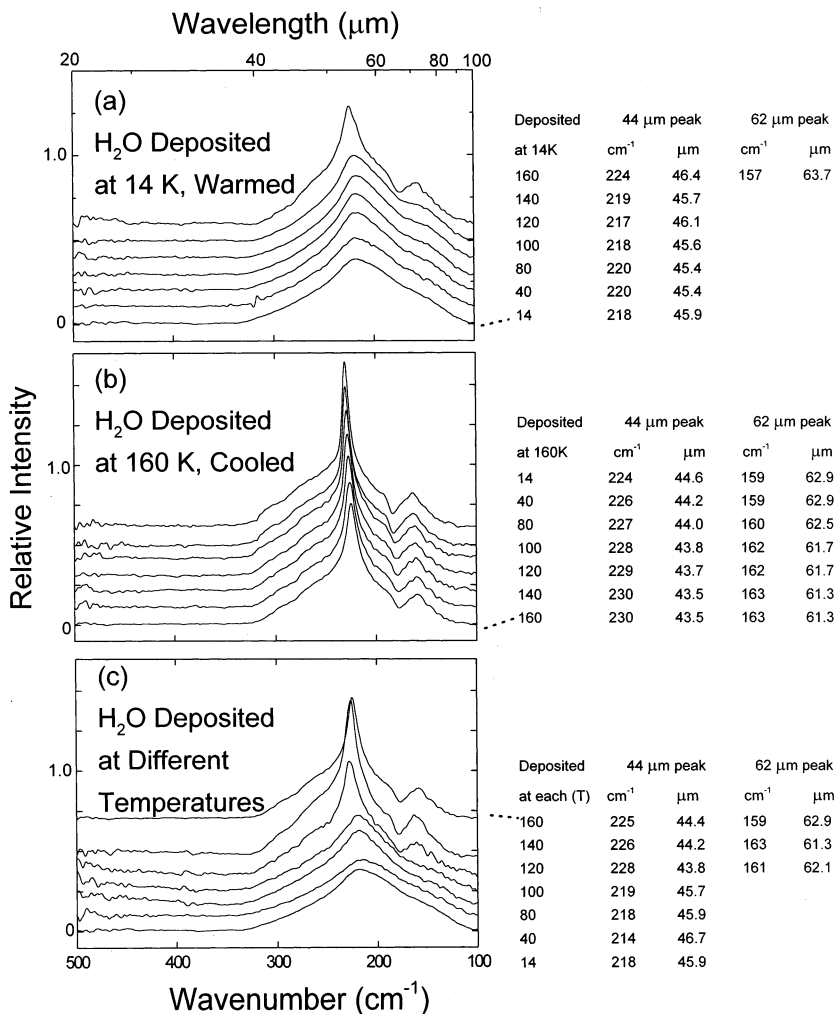 Wavelength (μm)
20 40 60 80 100
(a)
H₂O Deposited
at 14 K, Warmed
1.0
0
Deposited 44 μm peak 62 μm peak
at 14K cm⁻¹ μm cm⁻¹ μm
160 224 46.4 157 63.7
140 219 45.7
120 217 46.1
100 218 45.6
80 220 45.4
40 220 45.4
14 218 45.9
(b)
H₂O Deposited
at 160 K, Cooled
1.0
0
Deposited 44 μm peak 62 μm peak
at 160K cm⁻¹ μm cm⁻¹ μm
14 224 44.6 159 62.9
40 226 44.2 159 62.9
80 227 44.0 160 62.5
100 228 43.8 162 61.7
120 229 43.7 162 61.7
140 230 43.5 163 61.3
160 230 43.5 163 61.3
Relative Intensity
(c)
H₂O Deposited
at Different
Temperatures
1.0
0
Deposited 44 μm peak 62 μm peak
at each (T) cm⁻¹ μm cm⁻¹ μm
160 225 44.4 159 62.9
140 226 44.2 163 61.3
120 228 43.8 161 62.1
100 219 45.7
80 218 45.9
40 214 46.7
14 218 45.9
500 400 300 200 100
Wavenumber (cm⁻¹)